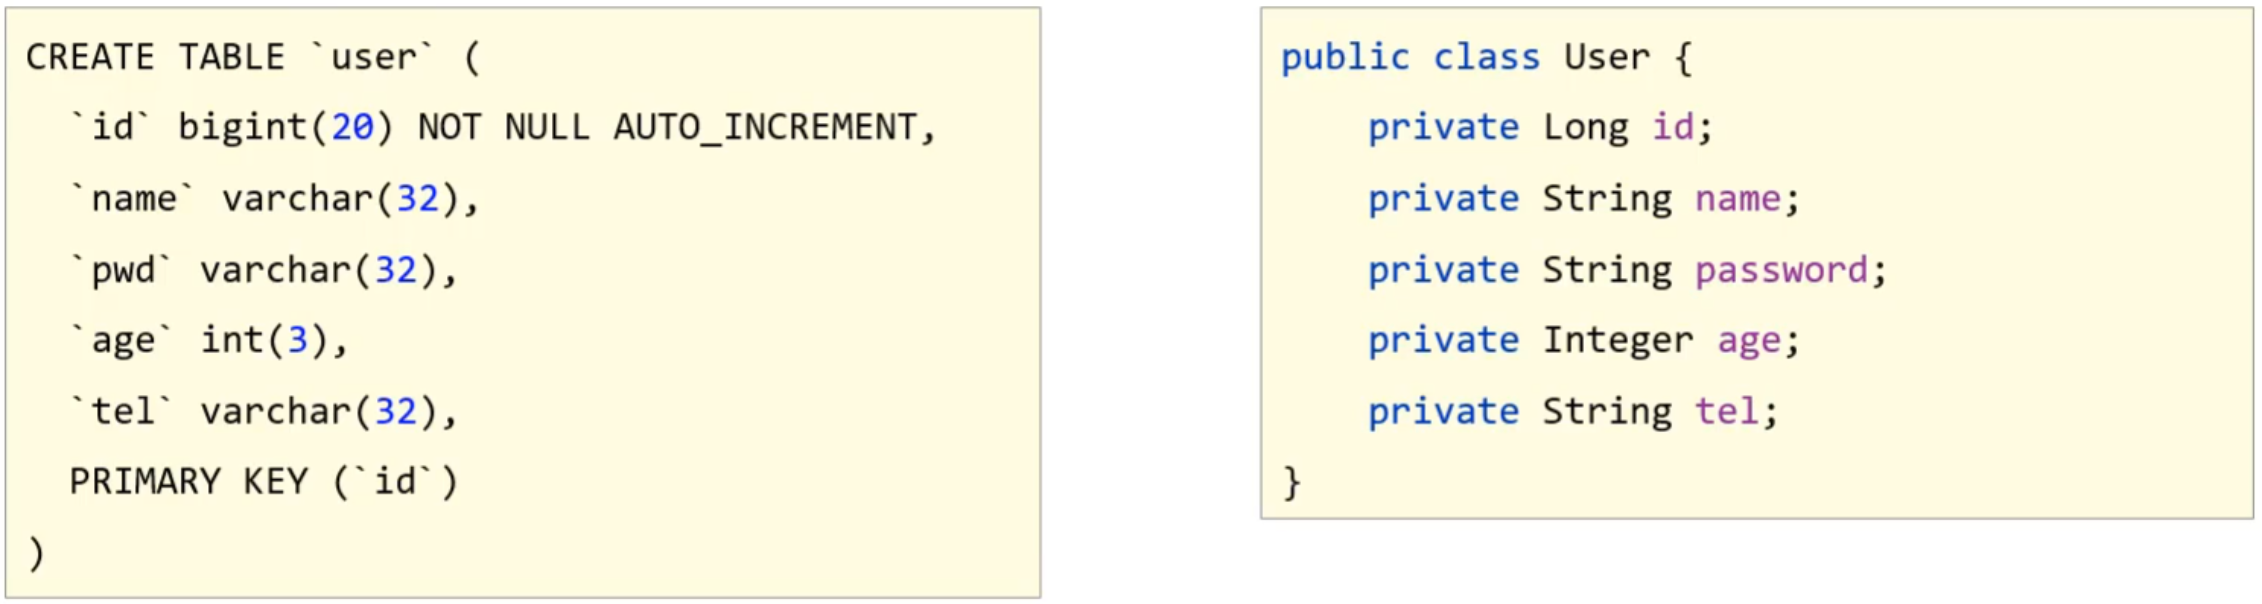 CREATE TABLE `user` (
  `id` bigint(20) NOT NULL AUTO_INCREMENT,
  `name` varchar(32),
  `pwd` varchar(32),
  `age` int(3),
  `tel` varchar(32),
  PRIMARY KEY (`id`)
)
public class User {
    private Long id;
    private String name;
    private String password;
    private Integer age;
    private String tel;
}